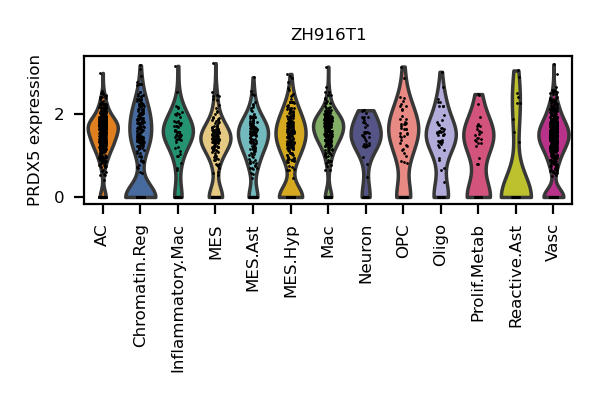 ZH916T1
PRDX5 expression
2
0
AC
Chromatin.Reg
Inflammatory.Mac
MES
MES.Ast
MES.Hyp
Mac
Neuron
OPC
Oligo
Prolif.Metab
Reactive.Ast
Vasc